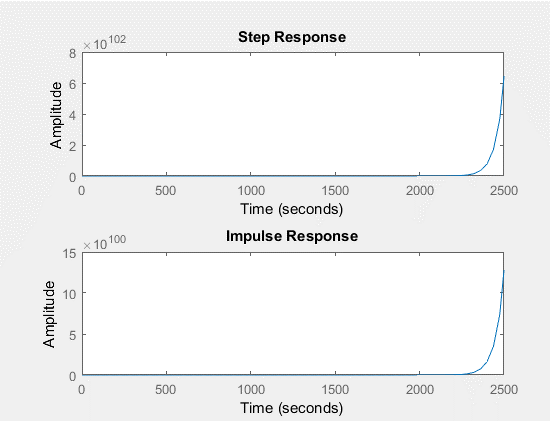 Step Response
×10^102
8
6
4
2
0
Amplitude
0 500 1000 1500 2000 2500
Time (seconds)
Impulse Response
×10^100
15
10
5
0
Amplitude
0 500 1000 1500 2000 2500
Time (seconds)